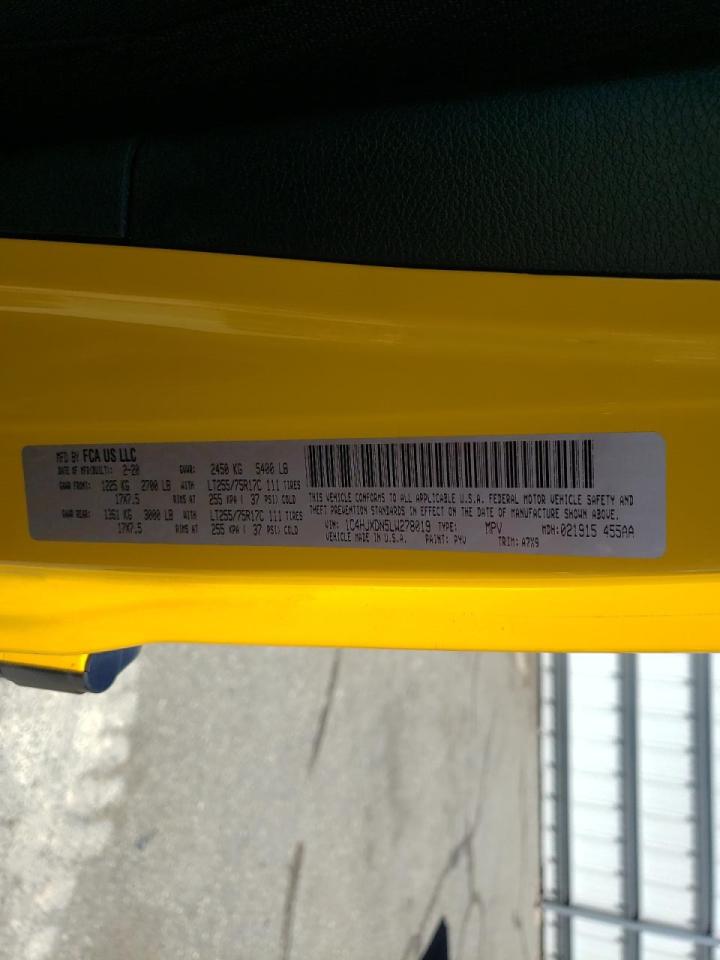 MFD BY FCA US LLC
DATE OF MFR(BUILT): 2-20 GVWR: 2450 KG 5400 LB
GAWR FRONT: 1225 KG 2700 LB WITH LT255/75R17C 111 TIRES
17X7.5 RIMS AT 255 KPA ( 37 PSI) COLD
GAWR REAR: 1361 KG 3000 LB WITH LT255/75R17C 111 TIRES
17X7.5 RIMS AT 255 KPA ( 37 PSI) COLD
THIS VEHICLE CONFORMS TO ALL APPLICABLE U.S.A. FEDERAL MOTOR VEHICLE SAFETY AND
THEFT PREVENTION STANDARDS IN EFFECT ON THE DATE OF MANUFACTURE SHOWN ABOVE.
VIN: 1C4HJXDN5LW278019 TYPE: MPV MDH:021915 455AA
VEHICLE MADE IN U.S.A. PAINT: PYV TRIM: A7X9